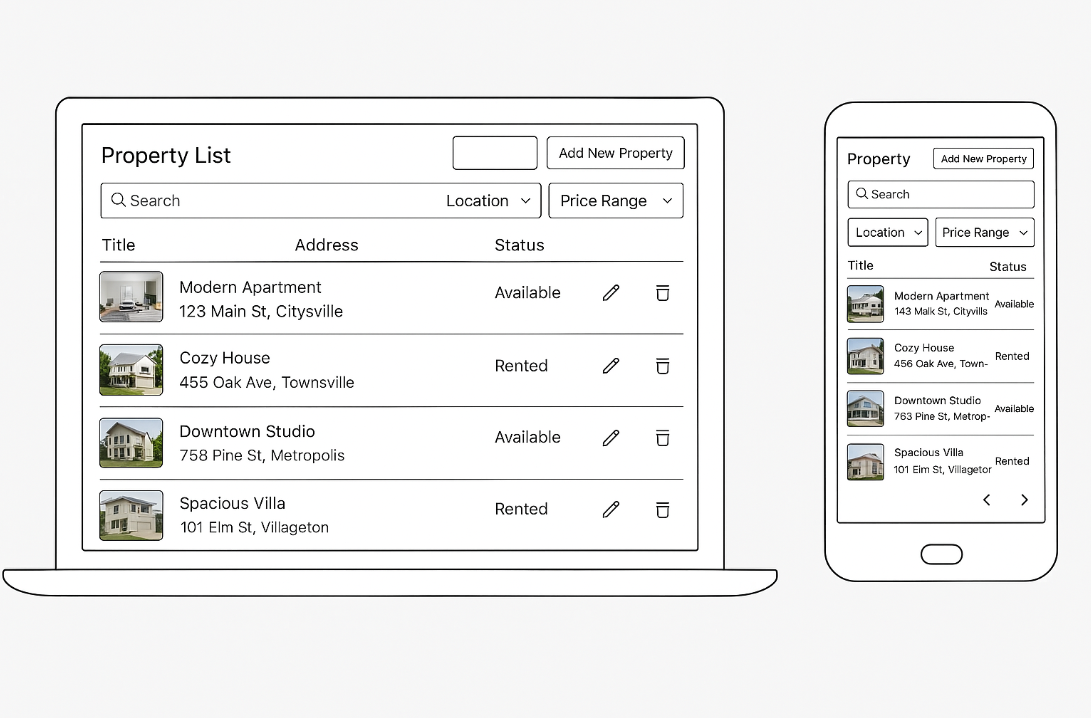 Property List
Add New Property
Search
Location
Price Range
Title Address Status
Modern Apartment
123 Main St, Citysville
Available
Cozy House
455 Oak Ave, Townsville
Rented
Downtown Studio
758 Pine St, Metropolis
Available
Spacious Villa
101 Elm St, Villageton
Rented
Property
Add New Property
Search
Location
Price Range
Title Status
Modern Apartment
143 Malk St, Cityvills
Available
Cozy House
456 Oak Ave, Town-
Rented
Downtown Studio
763 Pine St, Metrop-
Available
Spacious Villa
101 Elm St, Villagetor
Rented